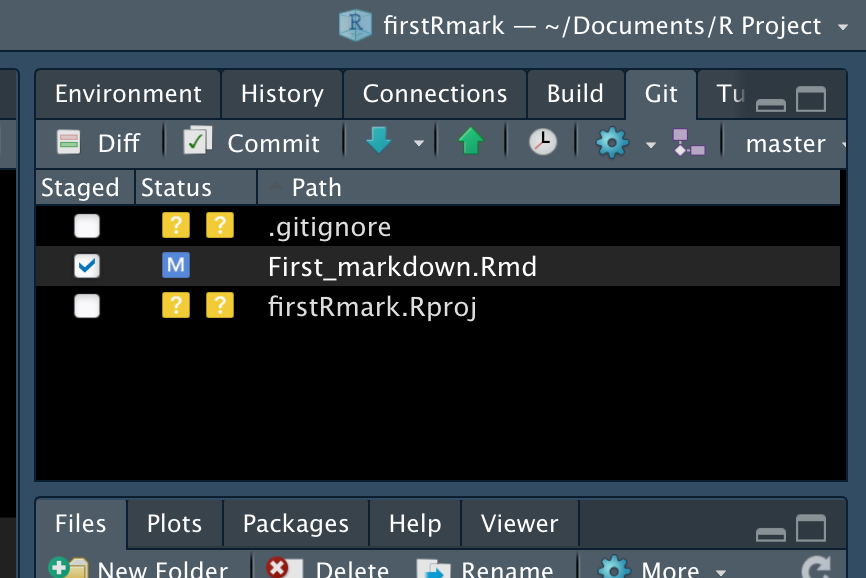 firstRmark — ~/Documents/R Project
Environment History Connections Build Git Tu
Diff Commit master
Staged Status Path
? ? .gitignore
M First_markdown.Rmd
? ? firstRmark.Rproj
Files Plots Packages Help Viewer
New Folder Delete Rename More